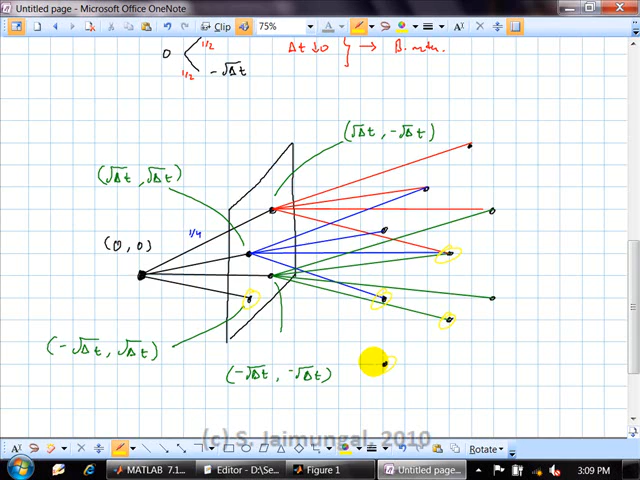 Untitled page - Microsoft Office OneNote
Clip
75%
1/2
0
Δt ↓ 0
→ B. mtn.
1/2
-√Δt
(√Δt, -√Δt)
(√Δt, √Δt)
1/4
(0, 0)
(-√Δt, √Δt)
(-√Δt, -√Δt)
(c) S. Jaimungal, 2010
Rotate
MATLAB 7.1...
Editor - D:\Se...
Figure 1
Untitled page...
3:09 PM